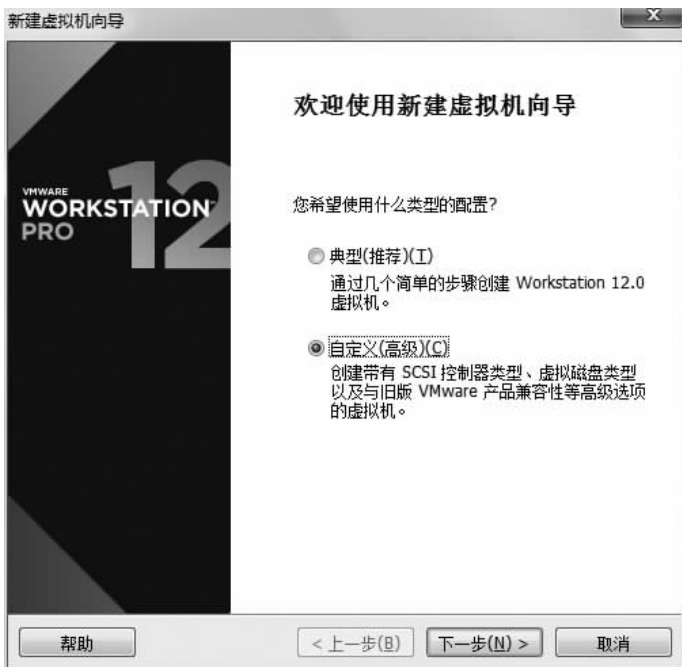 新建虚拟机向导
X
欢迎使用新建虚拟机向导
VMWARE
WORKSTATION™
PRO
12
您希望使用什么类型的配置?
典型(推荐)(T)
通过几个简单的步骤创建 Workstation 12.0
虚拟机。
自定义(高级)(C)
创建带有 SCSI 控制器类型、虚拟磁盘类型
以及与旧版 VMware 产品兼容性等高级选项
的虚拟机。
帮助
< 上一步(B)
下一步(N) >
取消